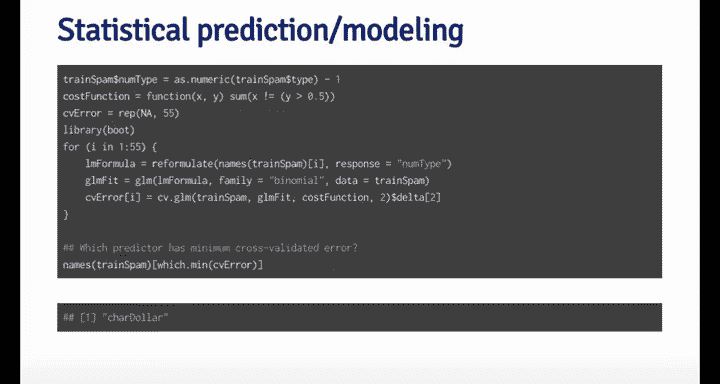 Statistical prediction/modeling
trainSpam$numType = as.numeric(trainSpam$type) - 1
costFunction = function(x, y) sum(x != (y > 0.5))
cvError = rep(NA, 55)
library(boot)
for (i in 1:55) {
    lmFormula = reformulate(names(trainSpam)[i], response = "numType")
    glmFit = glm(lmFormula, family = "binomial", data = trainSpam)
    cvError[i] = cv.glm(trainSpam, glmFit, costFunction, 2)$delta[2]
}
## Which predictor has minimum cross-validated error?
names(trainSpam)[which.min(cvError)]
## [1] "charDollar"